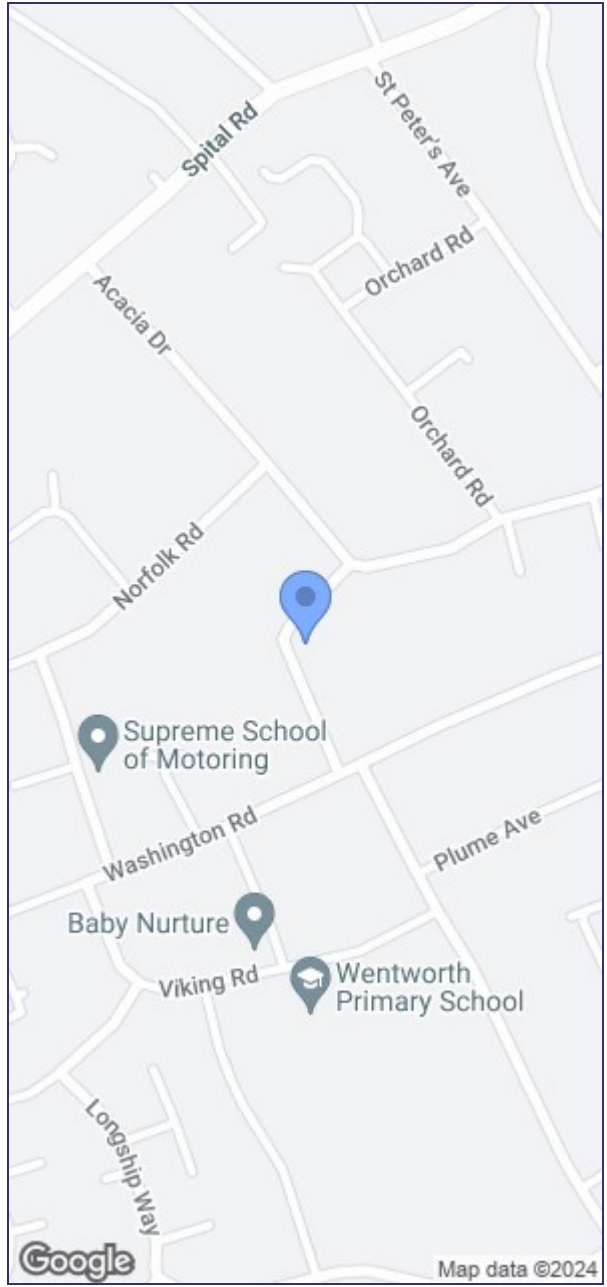 St Peter's Ave
Spital Rd
Orchard Rd
Acacia Dr
Orchard Rd
Norfolk Rd
Supreme School
of Motoring
Washington Rd
Plume Ave
Baby Nurture
Viking Rd
Wentworth
Primary School
Longship Way
Google
Map data ©2024